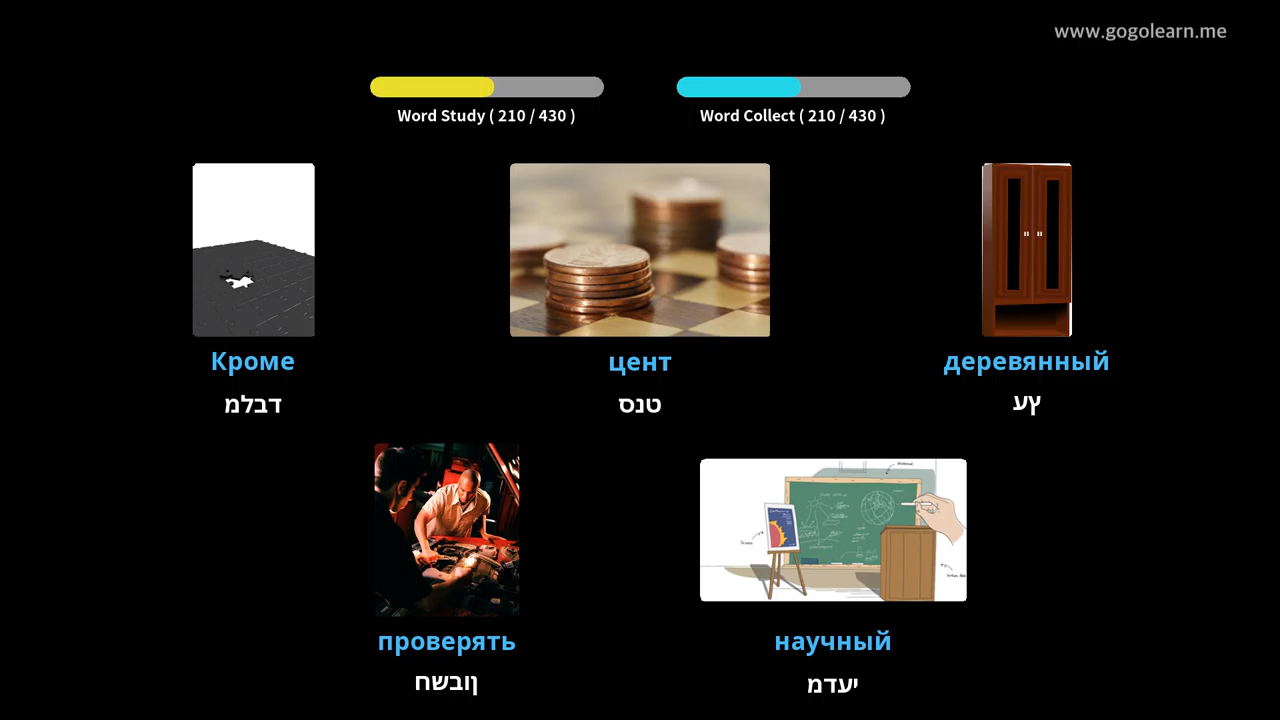 www.gogolearn.me
Word Study ( 210 / 430 )
Word Collect ( 210 / 430 )
Кроме
מלבד
цент
סנט
деревянный
עץ
проверять
חשבון
научный
מדעי